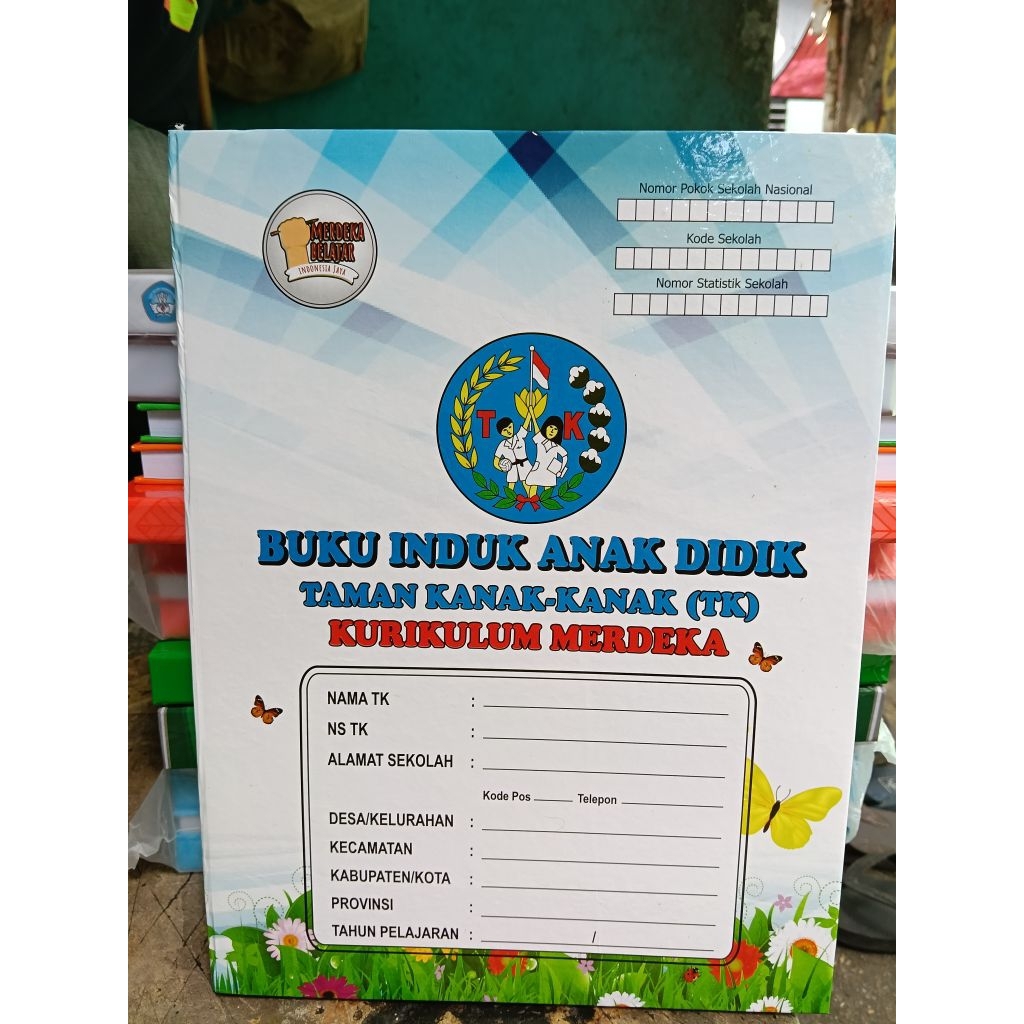 MERDEKA
BELAJAR
INDONESIA JAYA
Nomor Pokok Sekolah Nasional
Kode Sekolah
Nomor Statistik Sekolah
T K
BUKU INDUK ANAK DIDIK
TAMAN KANAK-KANAK (TK)
KURIKULUM MERDEKA
NAMA TK :
NS TK :
ALAMAT SEKOLAH :
Kode Pos Telepon
DESA/KELURAHAN :
KECAMATAN :
KABUPATEN/KOTA :
PROVINSI :
TAHUN PELAJARAN : /